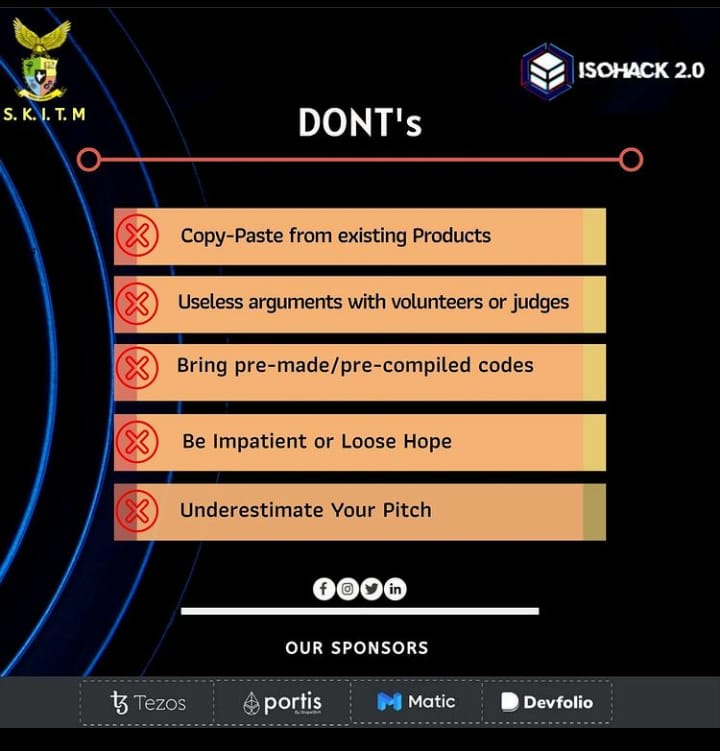 S. K. I. T. M
ISOHACK 2.0
DONT's
Copy-Paste from existing Products
Useless arguments with volunteers or judges
Bring pre-made/pre-compiled codes
Be Impatient or Loose Hope
Underestimate Your Pitch
OUR SPONSORS
Tezos
portis
Matic
Devfolio